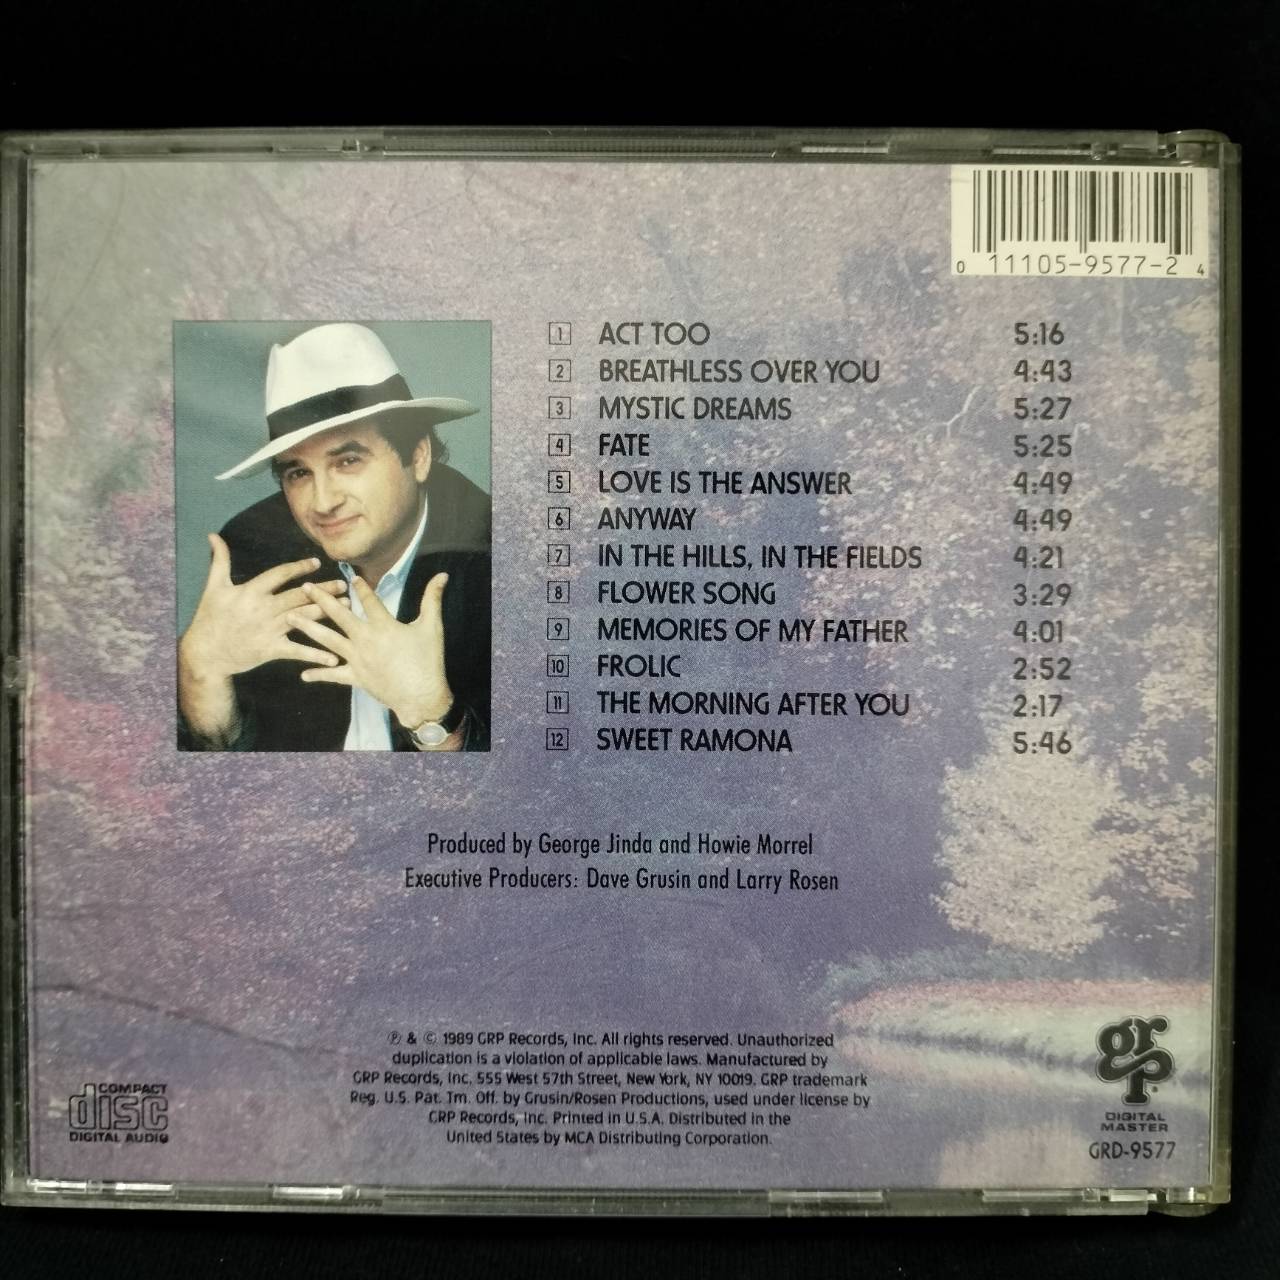 0 11105-9577-2 4
1 ACT TOO 5:16
2 BREATHLESS OVER YOU 4:43
3 MYSTIC DREAMS 5:27
4 FATE 5:25
5 LOVE IS THE ANSWER 4:49
6 ANYWAY 4:49
7 IN THE HILLS, IN THE FIELDS 4:21
8 FLOWER SONG 3:29
9 MEMORIES OF MY FATHER 4:01
10 FROLIC 2:52
11 THE MORNING AFTER YOU 2:17
12 SWEET RAMONA 5:46
Produced by George Jinda and Howie Morrel
Executive Producers: Dave Grusin and Larry Rosen
℗ & © 1989 GRP Records, Inc. All rights reserved. Unauthorized
duplication is a violation of applicable laws. Manufactured by
GRP Records, Inc. 555 West 57th Street, New York, NY 10019. GRP trademark
Reg. U.S. Pat. Tm. Off. by Grusin/Rosen Productions, used under license by
GRP Records, Inc. Printed in U.S.A. Distributed in the
United States by MCA Distributing Corporation.
COMPACT
disc
DIGITAL AUDIO
grp
DIGITAL
MASTER
GRD-9577